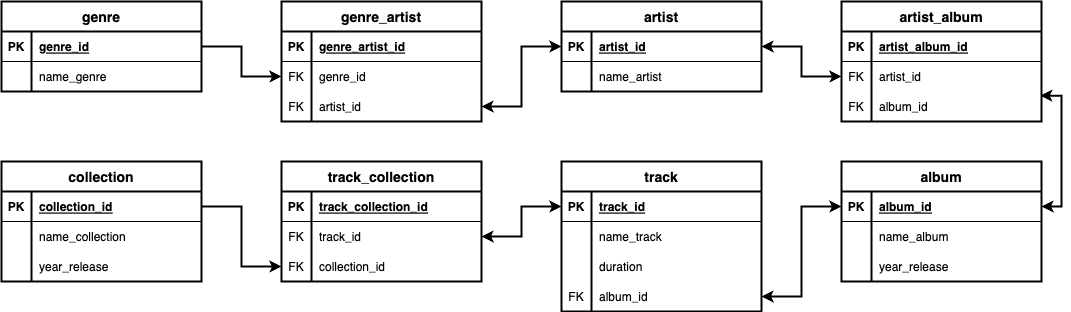 genre
PK genre_id
name_genre
genre_artist
PK genre_artist_id
FK genre_id
FK artist_id
artist
PK artist_id
name_artist
artist_album
PK artist_album_id
FK artist_id
FK album_id
collection
PK collection_id
name_collection
year_release
track_collection
PK track_collection_id
FK track_id
FK collection_id
track
PK track_id
name_track
duration
FK album_id
album
PK album_id
name_album
year_release